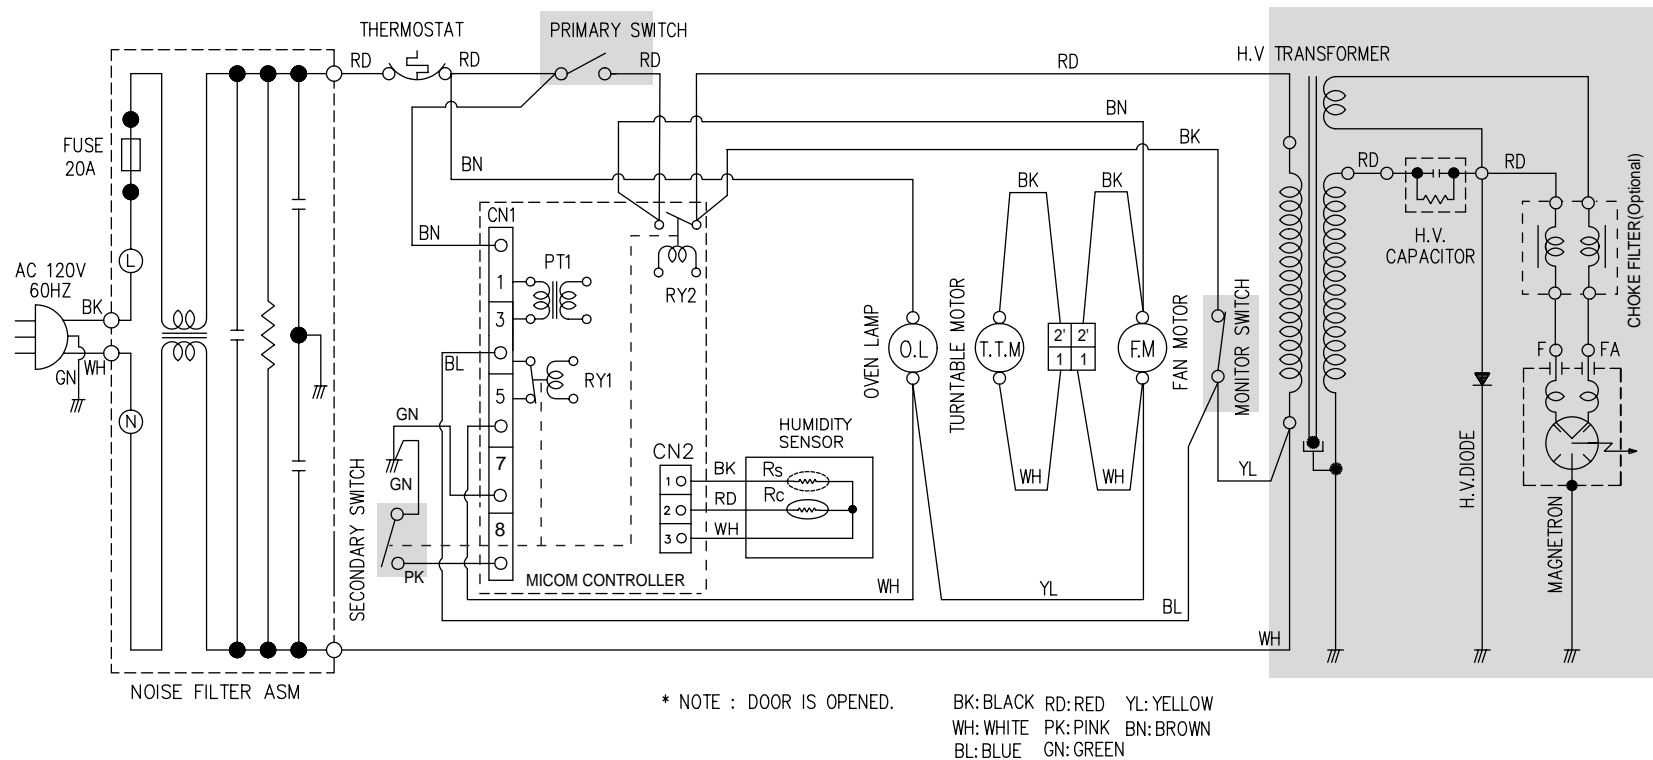 THERMOSTAT
PRIMARY SWITCH
RD
RD
RD
RD
H.V TRANSFORMER
FUSE
20A
BN
BK
BN
RD
RD
BK
BK
CN1
BN
L
AC 120V
60HZ
BK
WH
GN
N
1
PT1
3
RY2
BL
5
RY1
GN
7
GN
8
PK
SECONDARY SWITCH
MICOM CONTROLLER
OVEN LAMP
O.L
TURNTABLE MOTOR
T.T.M
2' 2'
1 1
F.M
FAN MOTOR
MONITOR SWITCH
WH
WH
H.V.
CAPACITOR
CHOKE FILTER(Optional)
F
FA
HUMIDITY
SENSOR
CN2
1
2
3
BK
RD
WH
Rs
Rc
YL
H.V.DIODE
MAGNETRON
WH
YL
BL
WH
NOISE FILTER ASM
* NOTE : DOOR IS OPENED.
BK:BLACK RD:RED YL:YELLOW
WH:WHITE PK:PINK BN:BROWN
BL:BLUE GN:GREEN